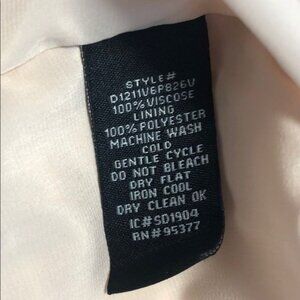 STYLE#
D1211V6P826V
100% VISCOSE
LINING
100% POLYESTER
MACHINE WASH
COLD
GENTLE CYCLE
DO NOT BLEACH
DRY FLAT
IRON COOL
DRY CLEAN OK
IC#SD1904
RN#95377